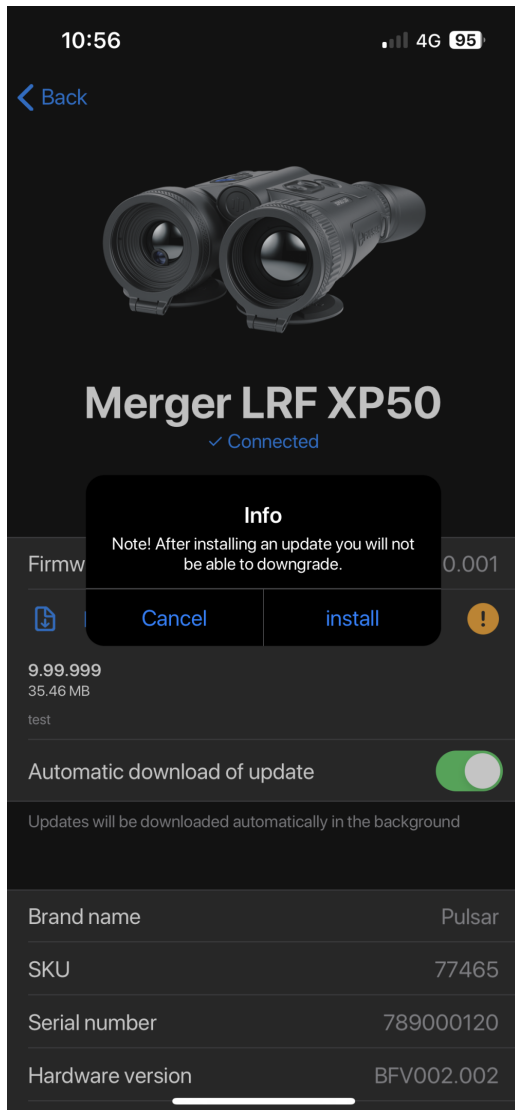 10:56
4G 95
Back
Merger LRF XP50
Connected
Info
Note! After installing an update you will not
be able to downgrade.
Firmw
0.001
Cancel
install
9.99.999
35.46 MB
test
Automatic download of update
Updates will be downloaded automatically in the background
Brand name
Pulsar
SKU
77465
Serial number
789000120
Hardware version
BFV002.002